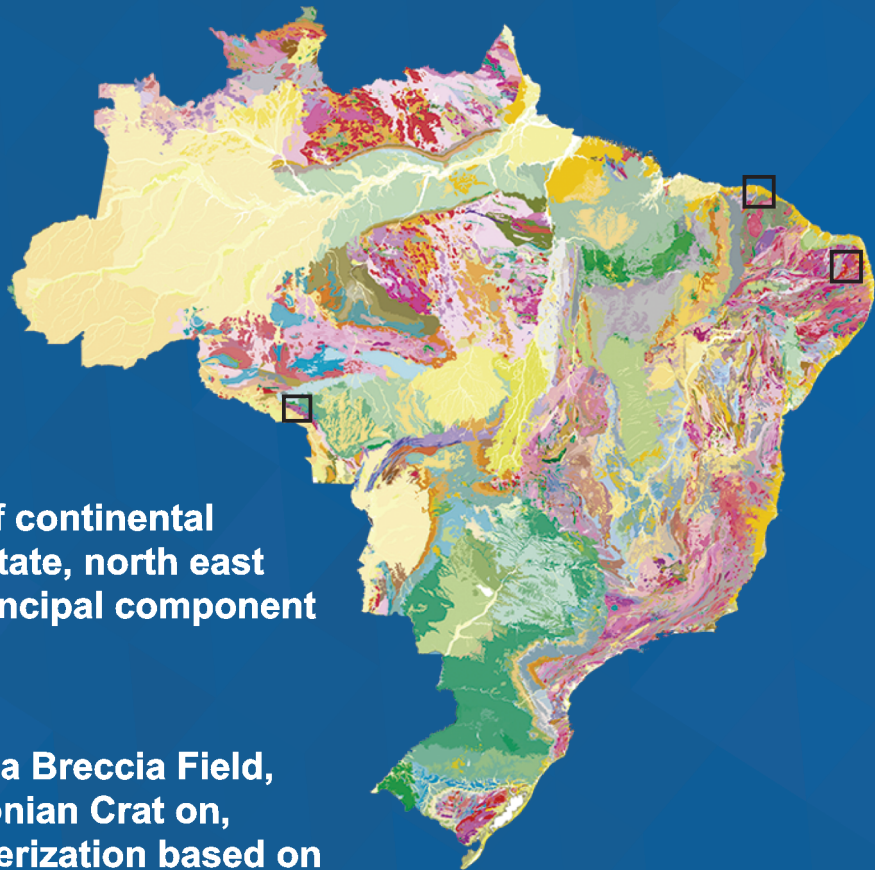 f continental
tate, north east
ncipal component
a Breccia Field,
onian Crat on,
erization based on